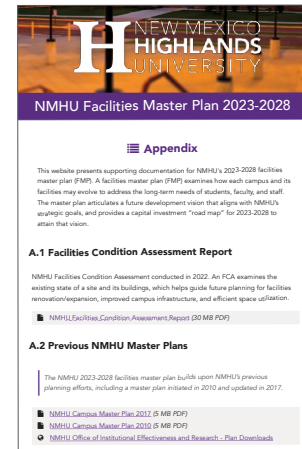 NEW MEXICO
HIGHLANDS
UNIVERSITY
NMHU Facilities Master Plan 2023-2028
Appendix
This website presents supporting documentation for NMHU's 2023-2028 facilities
master plan (FMP). A facilities master plan (FMP) examines how each campus and its
facilities may evolve to address the long-term needs of students, faculty, and staff.
The master plan articulates a future development vision that aligns with NMHU's
strategic goals, and provides a capital investment "road map" for 2023-2028 to
attain that vision.
A.1 Facilities Condition Assessment Report
NMHU Facilities Condition Assessment conducted in 2022. An FCA examines the
existing state of a site and its buildings, which helps guide future planning for facilities
renovation/expansion, improved campus infrastructure, and efficient space utilization.
NMHU Facilities Condition Assessment Report (30 MB PDF)
A.2 Previous NMHU Master Plans
The NMHU 2023-2028 facilities master plan builds upon NMHU's previous
planning efforts, including a master plan initiated in 2010 and updated in 2017.
NMHU Campus Master Plan 2017 (5 MB PDF)
NMHU Campus Master Plan 2010 (5 MB PDF)
NMHU Office of Institutional Effectiveness and Research - Plan Downloads